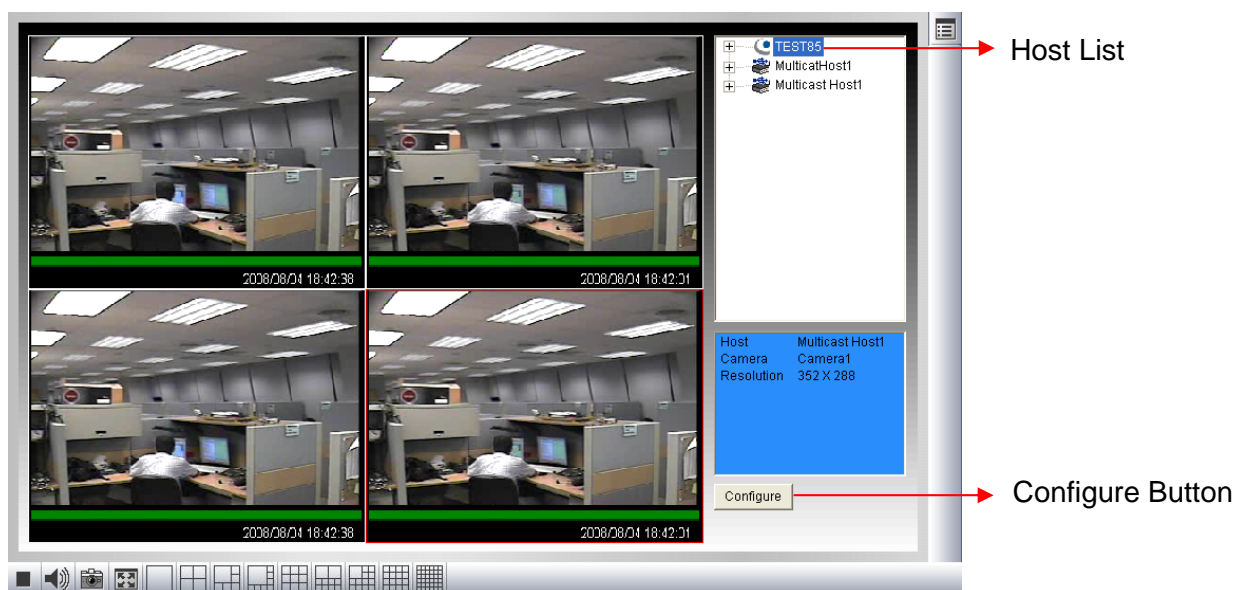 TEST85
MulticatHost1
Multicast Host1
Host List
2008/08/04 18:42:38
2008/08/04 18:42:01
Host Multicast Host1
Camera Camera1
Resolution 352 X 288
Configure
Configure Button
2008/08/04 18:42:38
2008/08/04 18:42:01